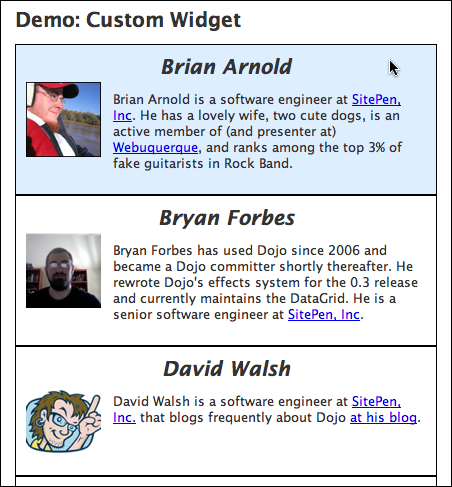 Demo: Custom Widget
Brian Arnold
Brian Arnold is a software engineer at SitePen,
Inc. He has a lovely wife, two cute dogs, is an
active member of (and presenter at)
Webuquerque, and ranks among the top 3% of
fake guitarists in Rock Band.
Bryan Forbes
Bryan Forbes has used Dojo since 2006 and
became a Dojo committer shortly thereafter. He
rewrote Dojo's effects system for the 0.3 release
and currently maintains the DataGrid. He is a
senior software engineer at SitePen, Inc.
David Walsh
David Walsh is a software engineer at SitePen,
Inc. that blogs frequently about Dojo at his blog.